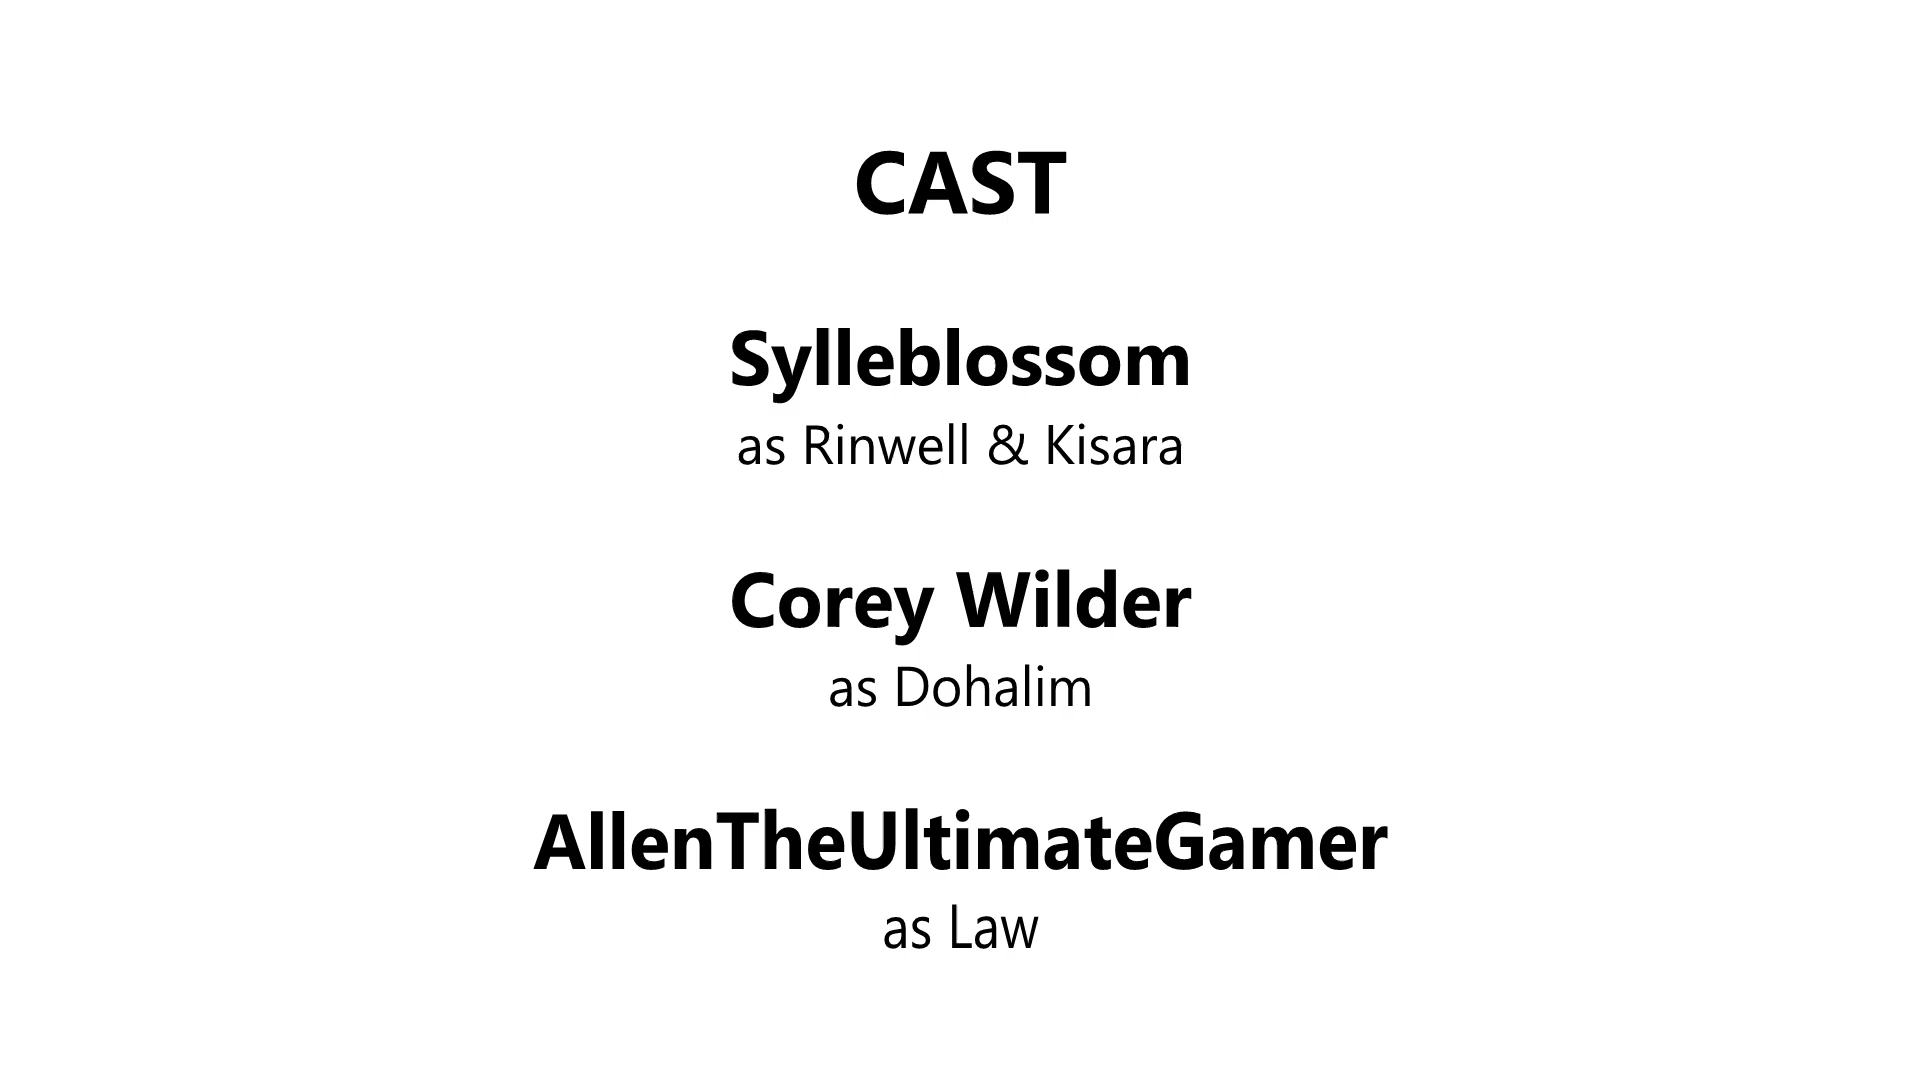 CAST
Sylleblossom
as Rinwell & Kisara
Corey Wilder
as Dohalim
AllenTheUltimateGamer
as Law